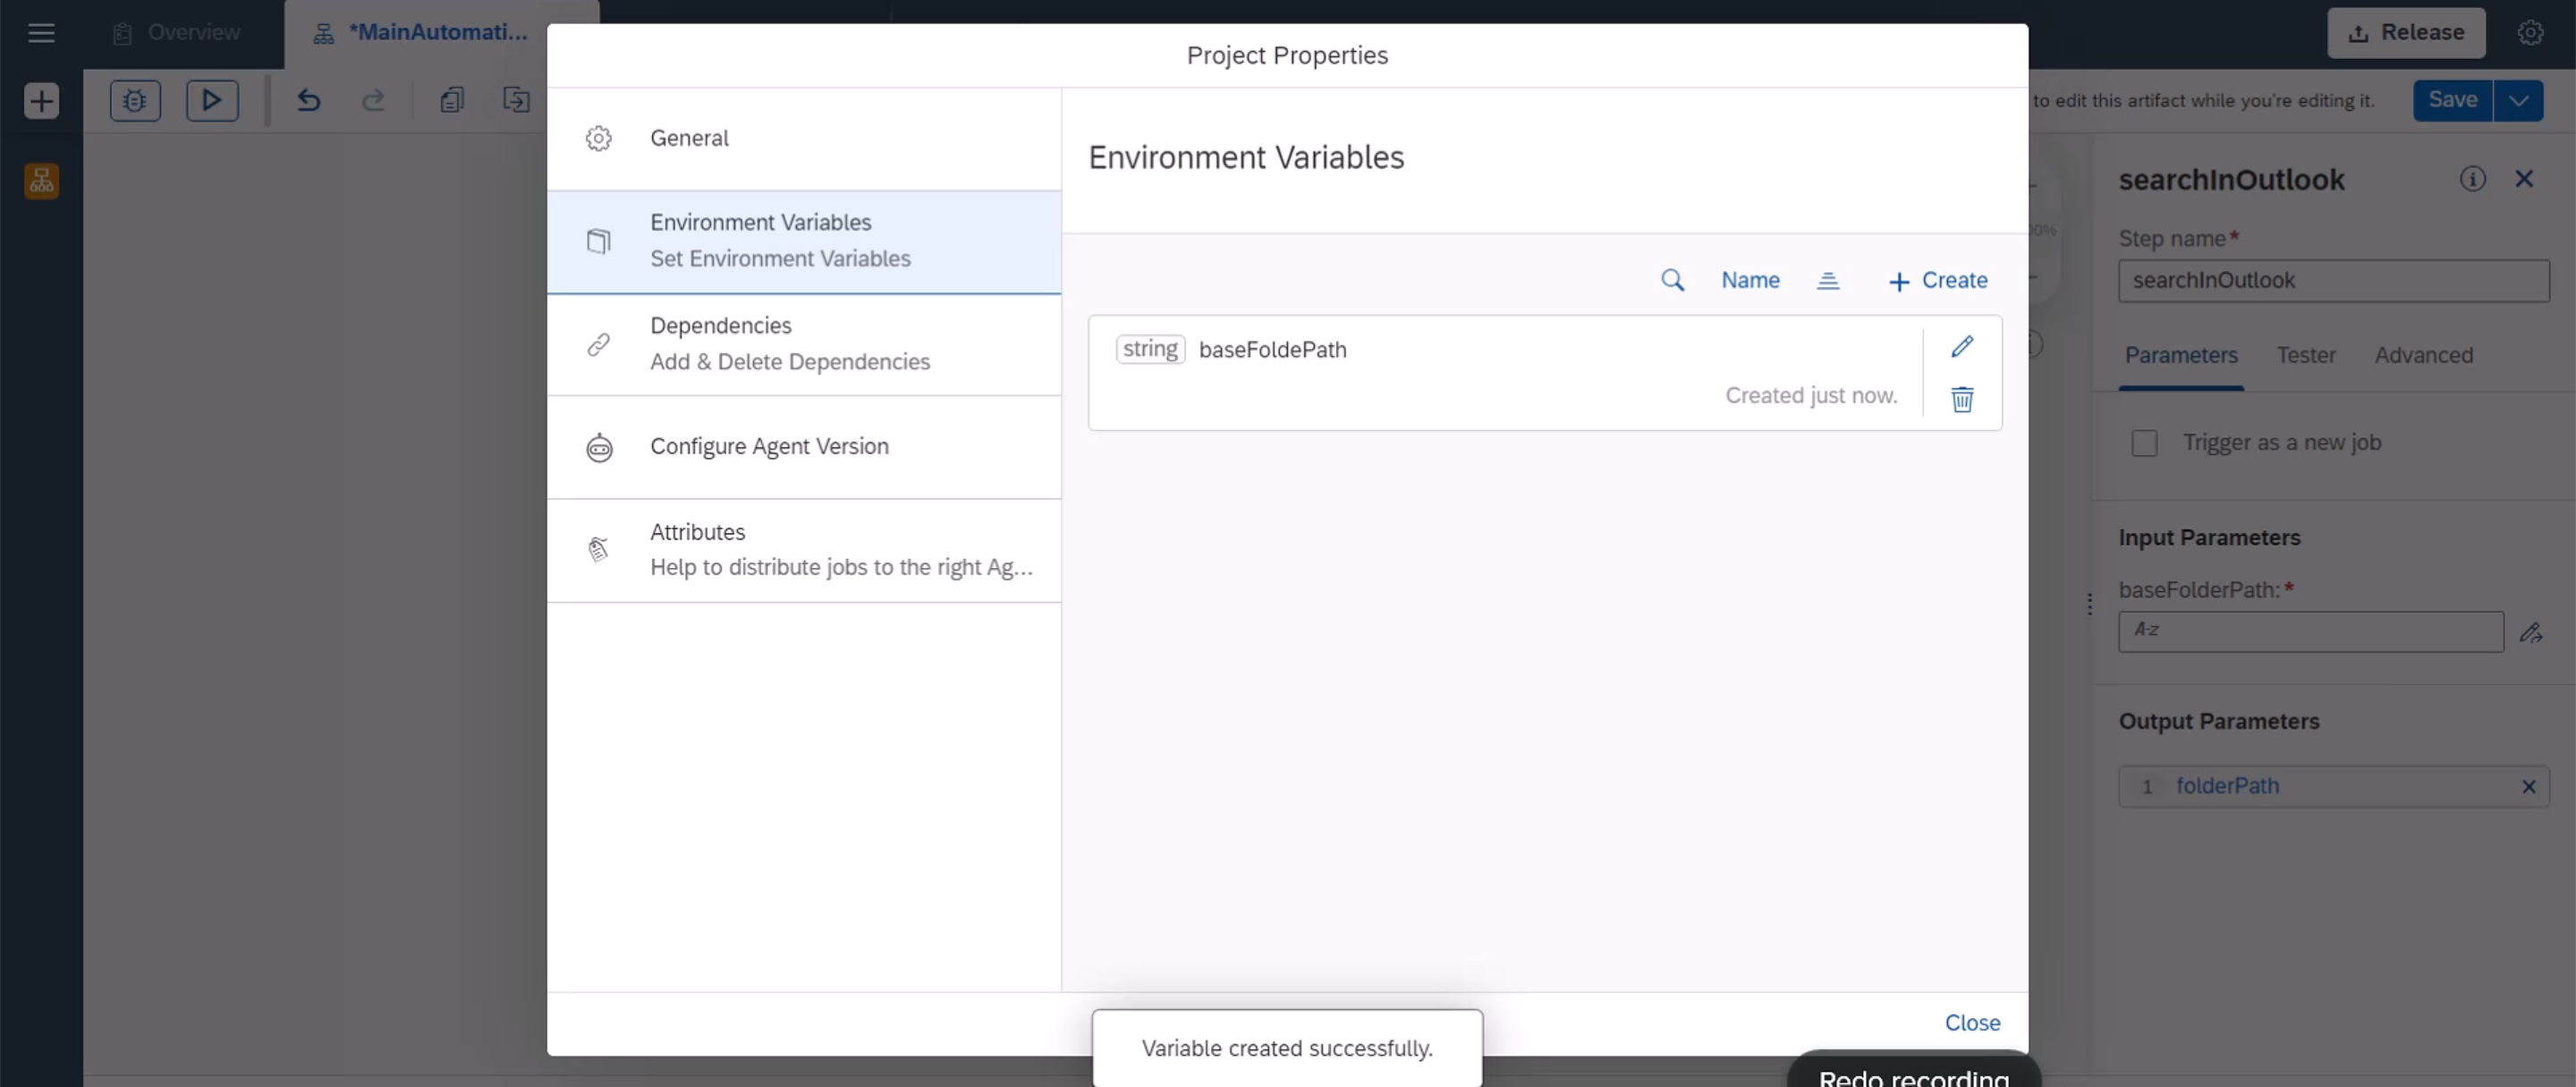 Overview
*MainAutomati...
Release
to edit this artifact while you're editing it.
Save
Project Properties
General
Environment Variables
Set Environment Variables
Dependencies
Add & Delete Dependencies
Configure Agent Version
Attributes
Help to distribute jobs to the right Ag...
Environment Variables
Name
Create
string baseFoldePath
Created just now.
Close
Variable created successfully.
Redo recording
searchInOutlook
Step name*
searchInOutlook
Parameters Tester Advanced
Trigger as a new job
Input Parameters
baseFolderPath:*
A-z
Output Parameters
1 folderPath